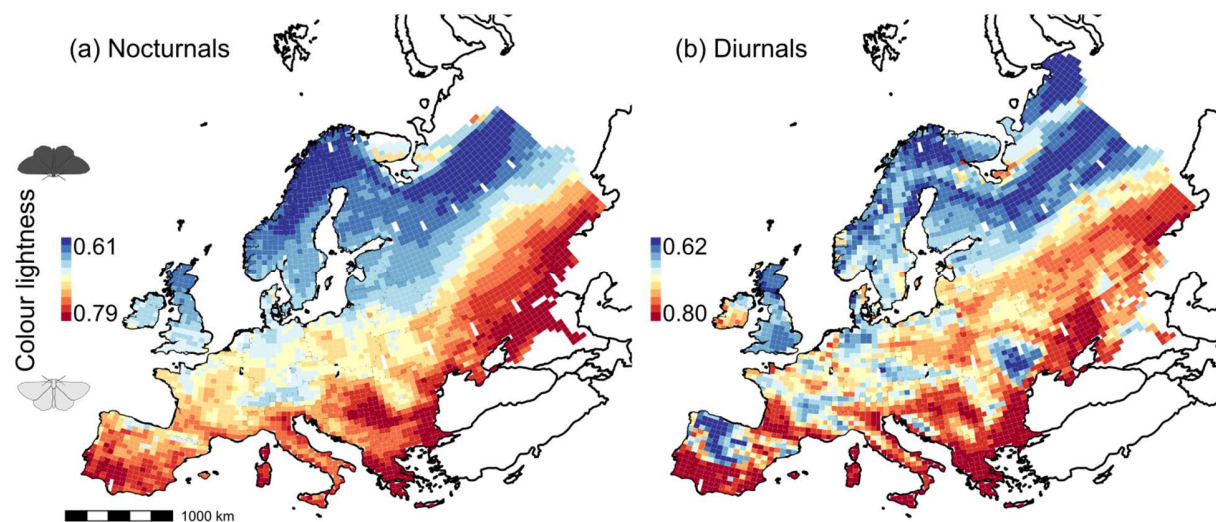 (a) Nocturnals
(b) Diurnals
Colour lightness
0.61
0.79
0.62
0.80
1000 km